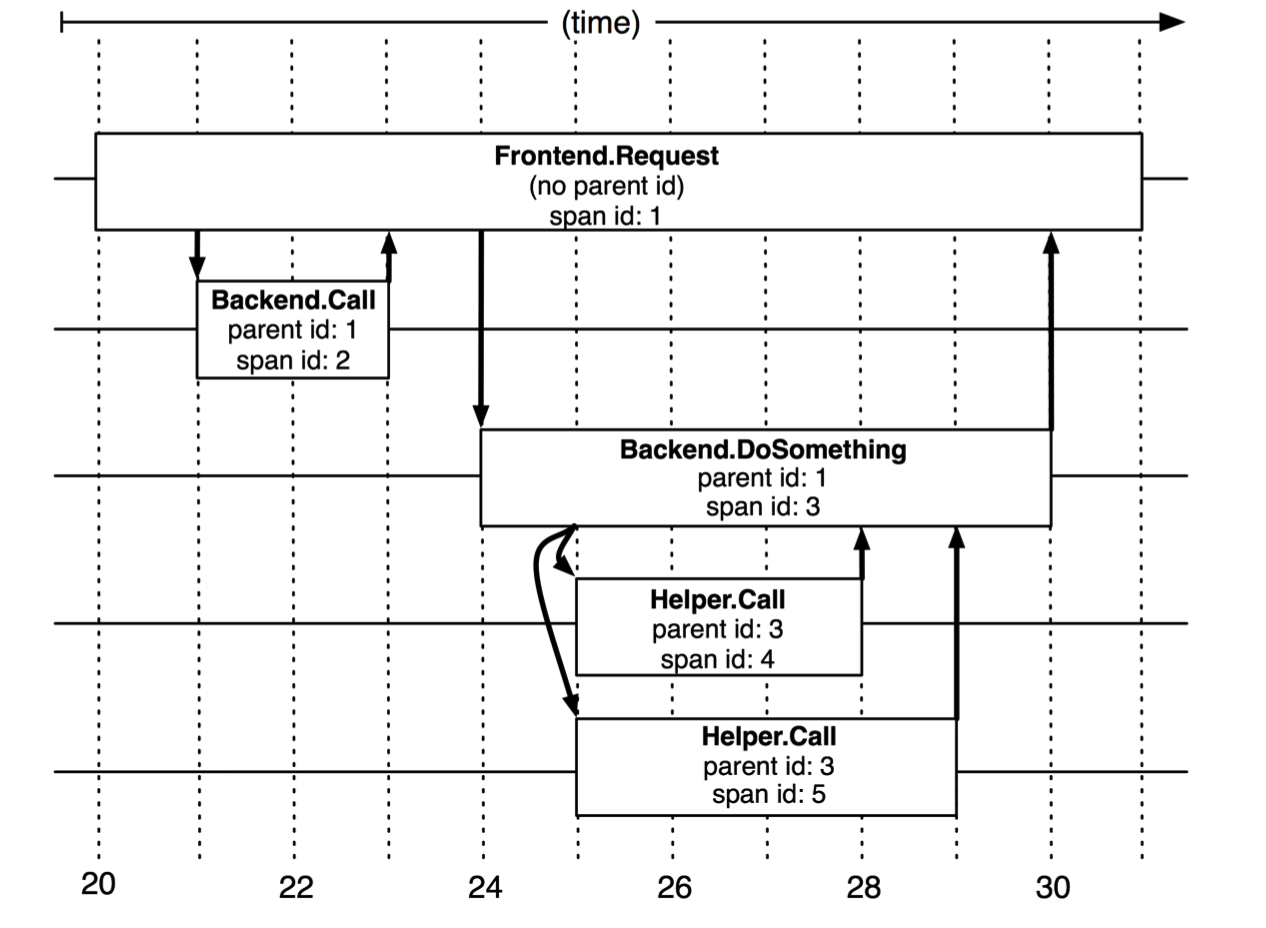 (time)
Frontend.Request
(no parent id)
span id: 1
Backend.Call
parent id: 1
span id: 2
Backend.DoSomething
parent id: 1
span id: 3
Helper.Call
parent id: 3
span id: 4
Helper.Call
parent id: 3
span id: 5
20 22 24 26 28 30